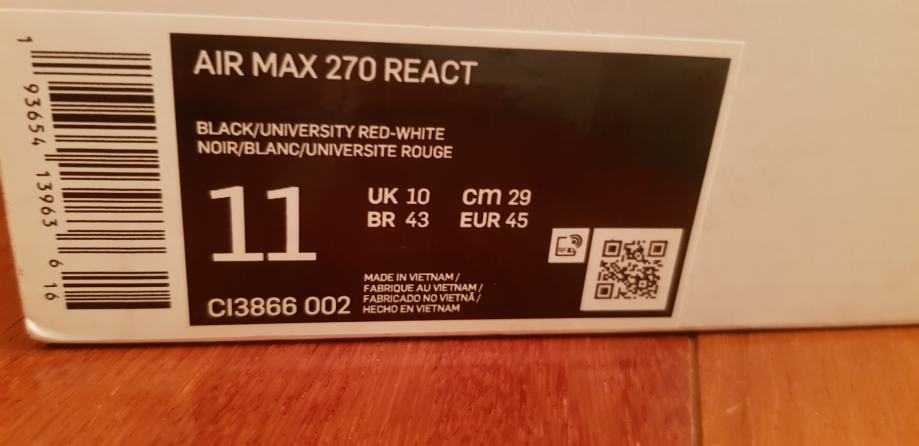 AIR MAX 270 REACT
BLACK/UNIVERSITY RED-WHITE
NOIR/BLANC/UNIVERSITE ROUGE
11
UK 10 cm 29
BR 43 EUR 45
CI3866 002
MADE IN VIETNAM /
FABRIQUE AU VIETNAM /
FABRICADO NO VIETNÃ /
HECHO EN VIETNAM
RFID
1 93654 13963 6 16